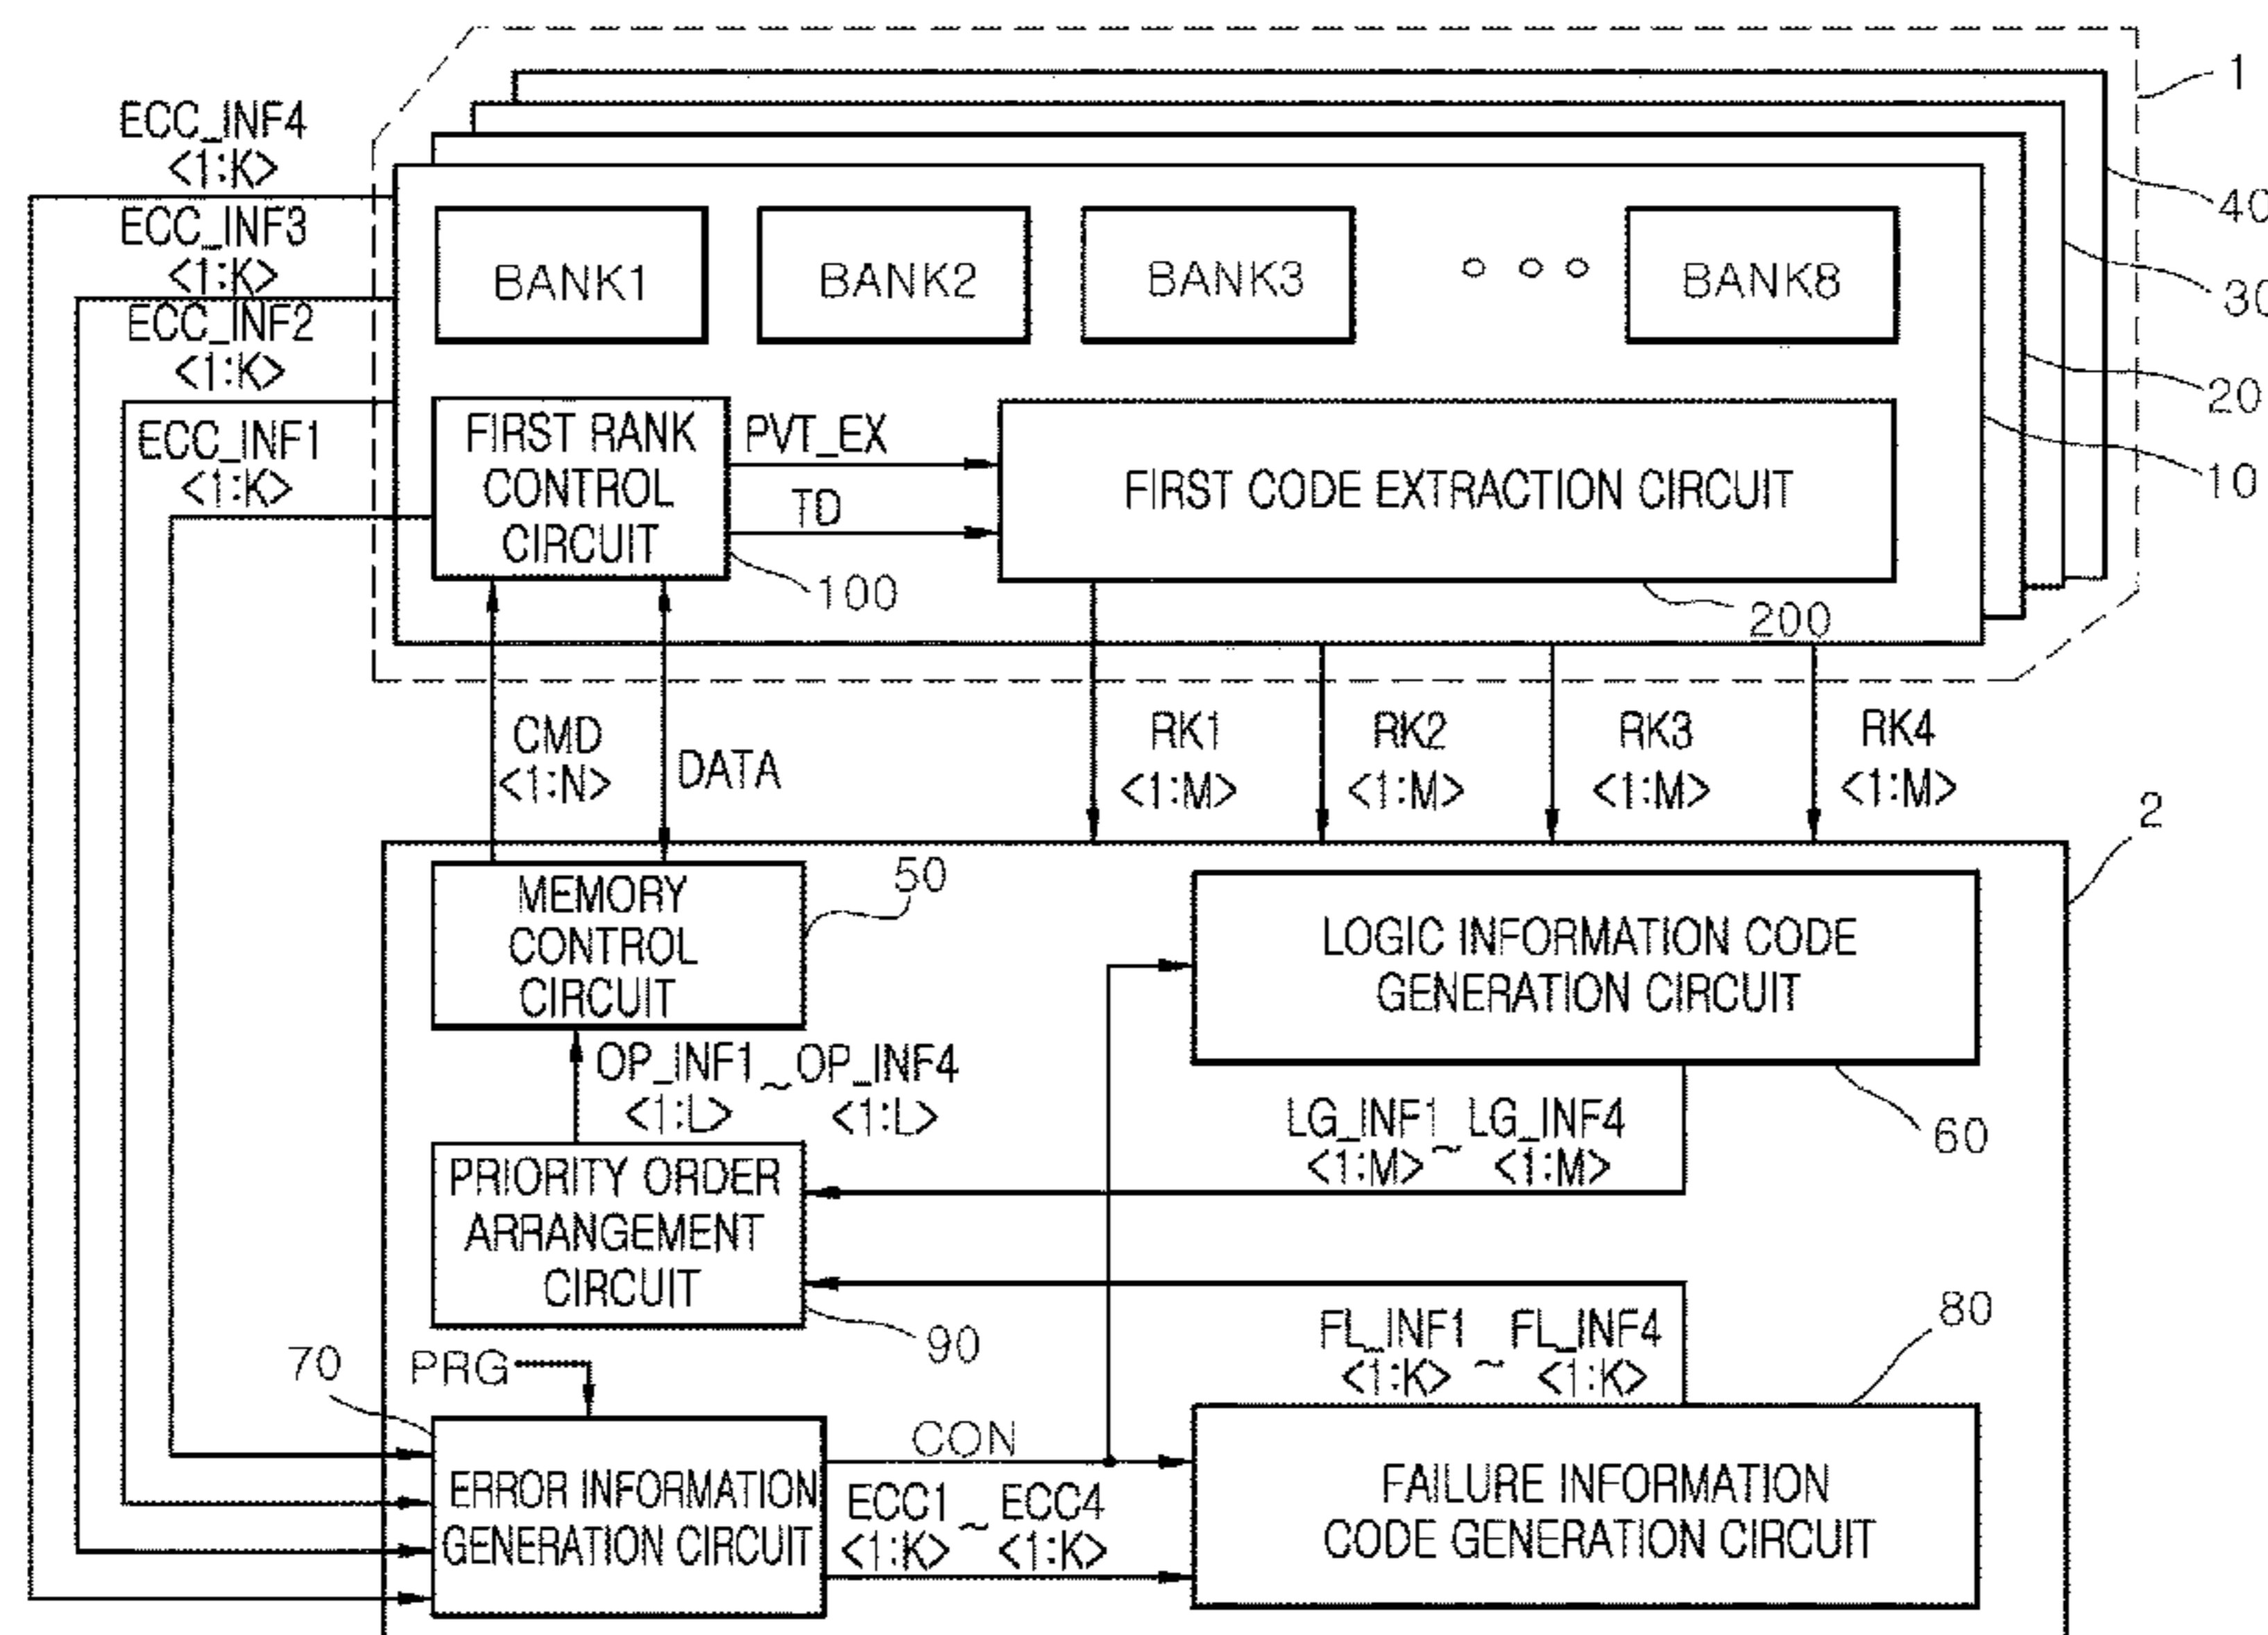 1
ECC_INF4
<1:K>
40
ECC_INF3
<1:K>
30
BANK1 BANK2 BANK3 BANK8
ECC_INF2
<1:K>
20
ECC_INF1
<1:K>
10
FIRST RANK
CONTROL
CIRCUIT
PVT_EX
TD
FIRST CODE EXTRACTION CIRCUIT
100
200
CMD
<1:N>
DATA
RK1
<1:M>
RK2
<1:M>
RK3
<1:M>
RK4
<1:M>
2
MEMORY
CONTROL
CIRCUIT
50
LOGIC INFORMATION CODE
GENERATION CIRCUIT
60
OP_INF1~OP_INF4
<1:L> <1:L>
LG_INF1~LG_INF4
<1:M> <1:M>
PRIORITY ORDER
ARRANGEMENT
CIRCUIT
90
FL_INF1~FL_INF4
<1:K> <1:K>
80
70
PRG
ERROR INFORMATION
GENERATION CIRCUIT
CON
ECC1~ECC4
<1:K> <1:K>
FAILURE INFORMATION
CODE GENERATION CIRCUIT